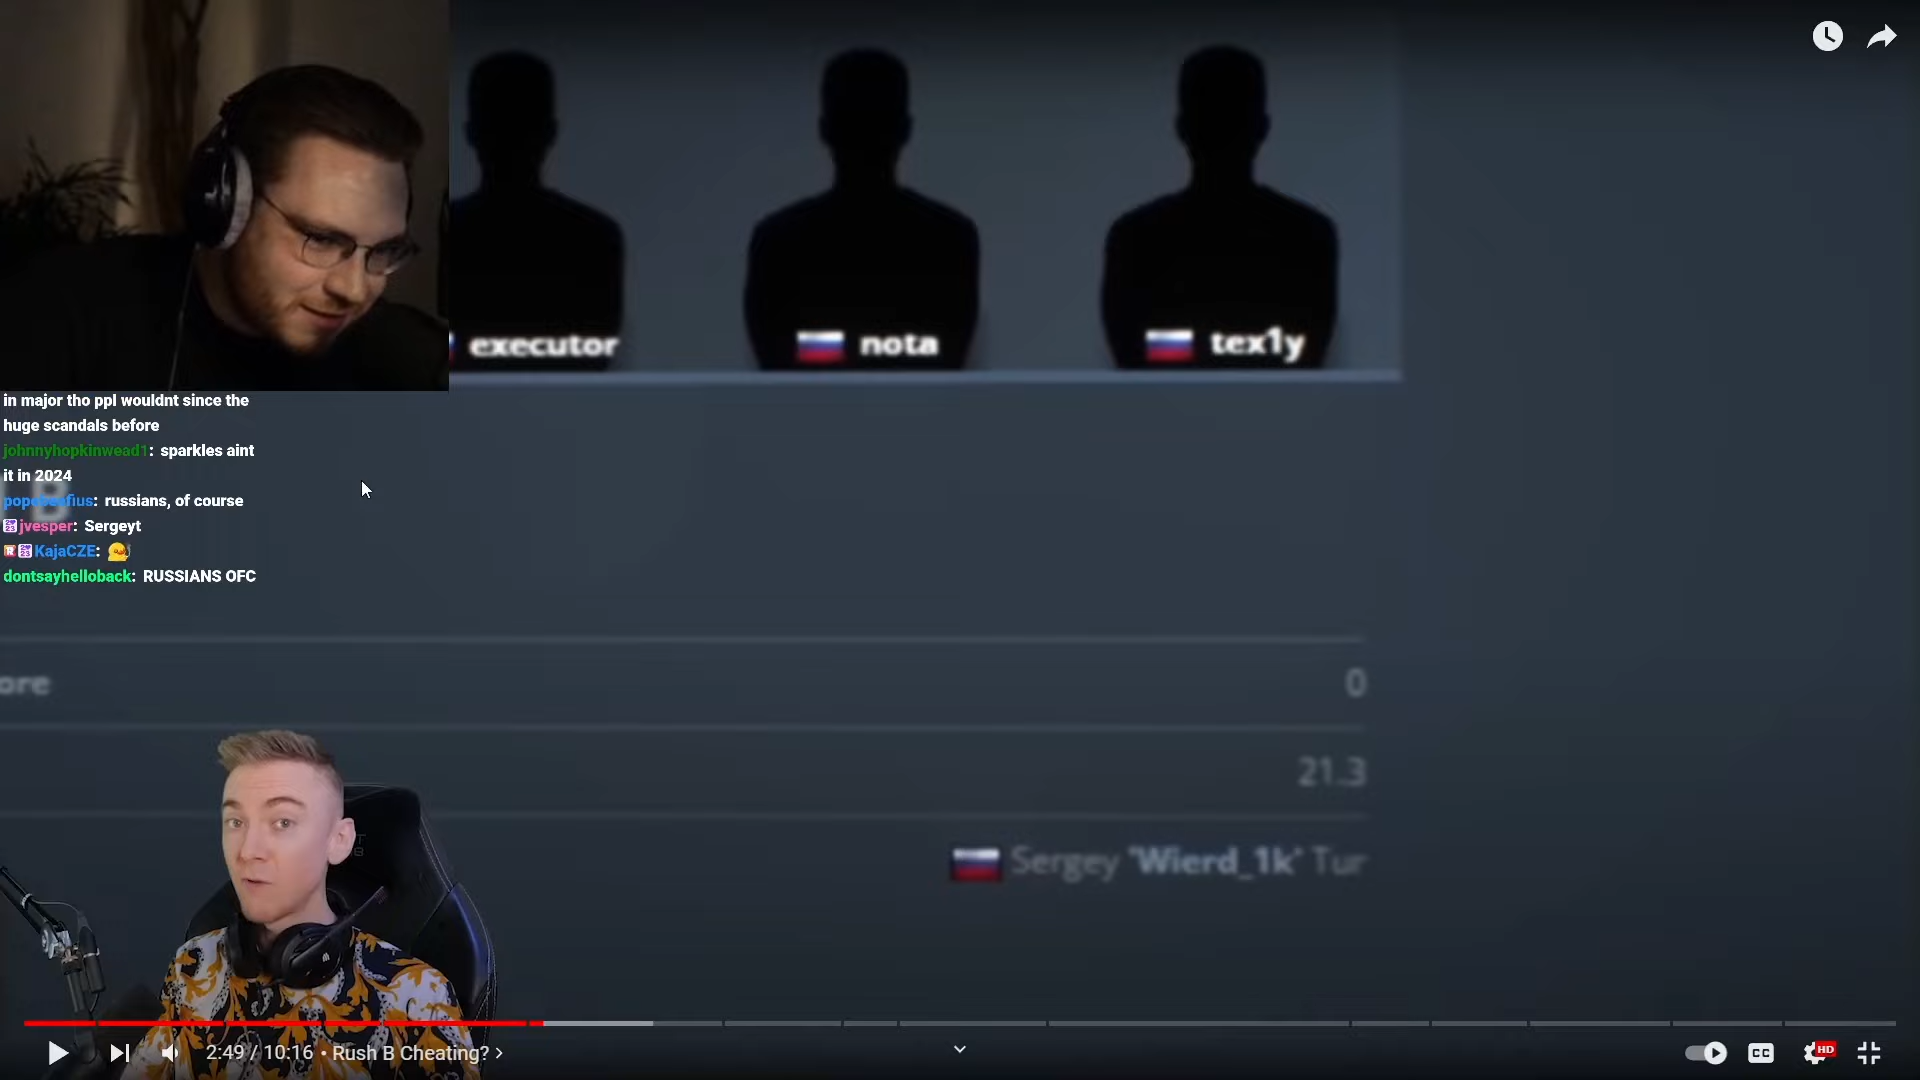 executor
nota
tex1y
in major tho ppl wouldnt since the
huge scandals before
johnnyhopkinwead1: sparkles aint
it in 2024
russians, of course
jvesper: Sergeyt
KajaCZE:
dontsayhelloback: RUSSIANS OFC
B
ore
0
21.3
Sergey "Wierd_1k" Tur
2:49 / 10:16 • Rush B Cheating? >
CC
HD